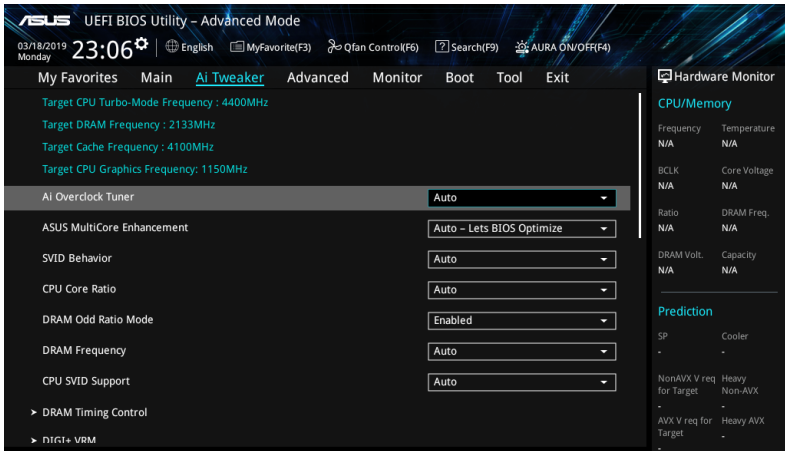 ASUS UEFI BIOS Utility – Advanced Mode
03/18/2019 Monday 23:06 English MyFavorite(F3) Qfan Control(F6) ? Search(F9) AURA ON/OFF(F4)
My Favorites Main Ai Tweaker Advanced Monitor Boot Tool Exit
Target CPU Turbo-Mode Frequency : 4400MHz
Target DRAM Frequency : 2133MHz
Target Cache Frequency : 4100MHz
Target CPU Graphics Frequency: 1150MHz
Ai Overclock Tuner Auto
ASUS MultiCore Enhancement Auto – Lets BIOS Optimize
SVID Behavior Auto
CPU Core Ratio Auto
DRAM Odd Ratio Mode Enabled
DRAM Frequency Auto
CPU SVID Support Auto
> DRAM Timing Control
> DIGI+ VRM
Hardware Monitor
CPU/Memory
Frequency Temperature
N/A N/A
BCLK Core Voltage
N/A N/A
Ratio DRAM Freq.
N/A N/A
DRAM Volt. Capacity
N/A N/A
Prediction
SP Cooler
- -
NonAVX V req Heavy
for Target Non-AVX
- -
AVX V req for Heavy AVX
Target -
-